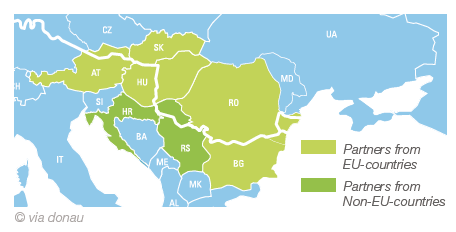 CZ
UA
SK
AT
MD
HU
CH
RO
SI
HR
BA
RS
IT
ME
BG
MK
AL
Partners from
EU-countries
Partners from
Non-EU-countries
© via donau